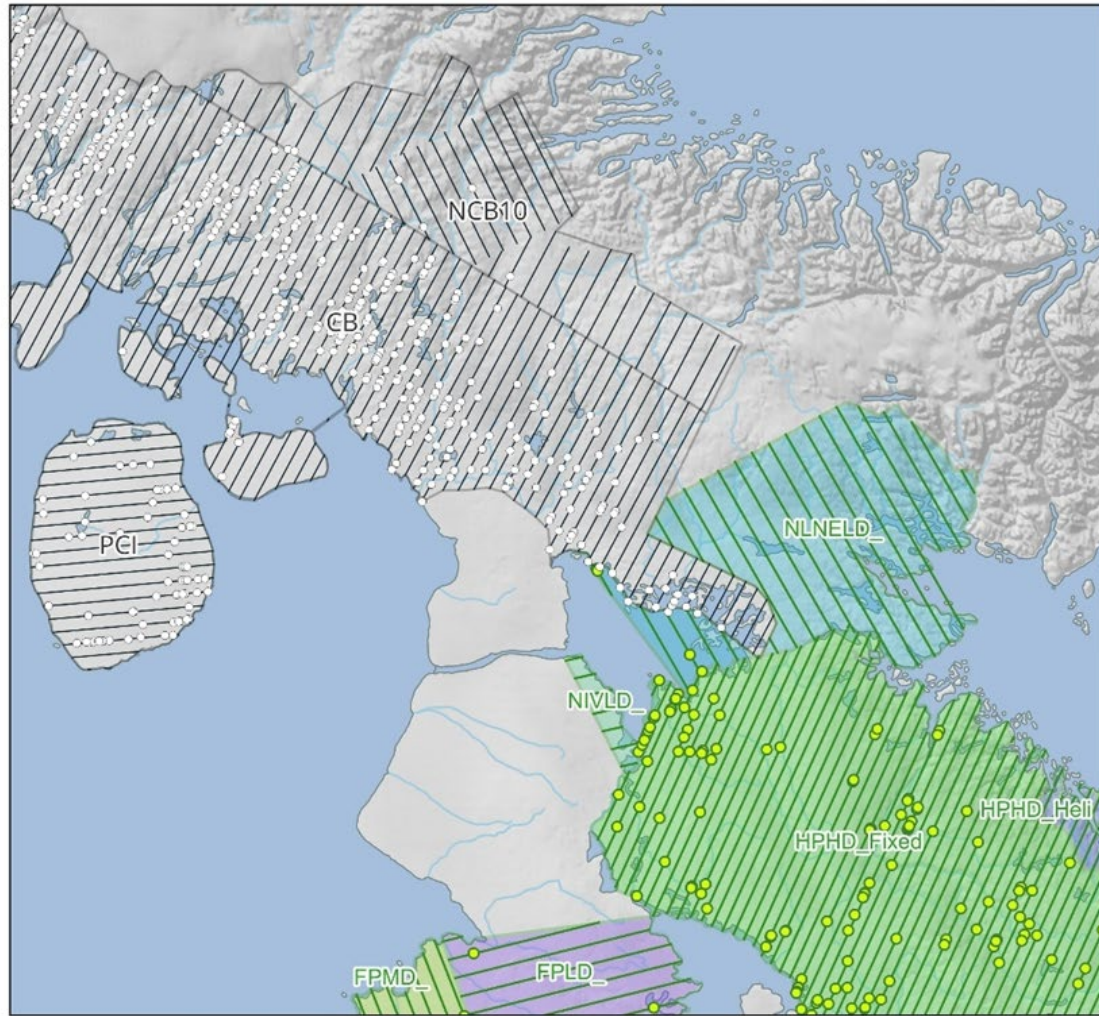 NCB10
CB
NLNELD_
PCI
NIVLD_
HPHD_Heli
HPHD_Fixed
FPMD_
FPLD_